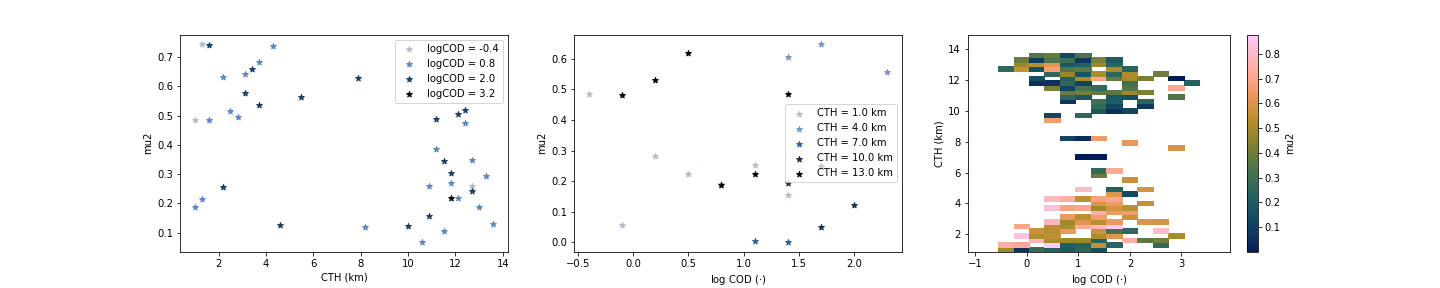 0.7
0.6
0.5
0.4
0.3
0.2
0.1
mu2
2
4
6
8
10
12
14
CTH (km)
logCOD = -0.4
logCOD = 0.8
logCOD = 2.0
logCOD = 3.2
0.6
0.5
0.4
0.3
0.2
0.1
0.0
mu2
−0.5
0.0
0.5
1.0
1.5
2.0
log COD (·)
CTH = 1.0 km
CTH = 4.0 km
CTH = 7.0 km
CTH = 10.0 km
CTH = 13.0 km
14
12
10
8
6
4
2
CTH (km)
−1
0
1
2
3
log COD (·)
0.8
0.7
0.6
0.5
0.4
0.3
0.2
0.1
mu2